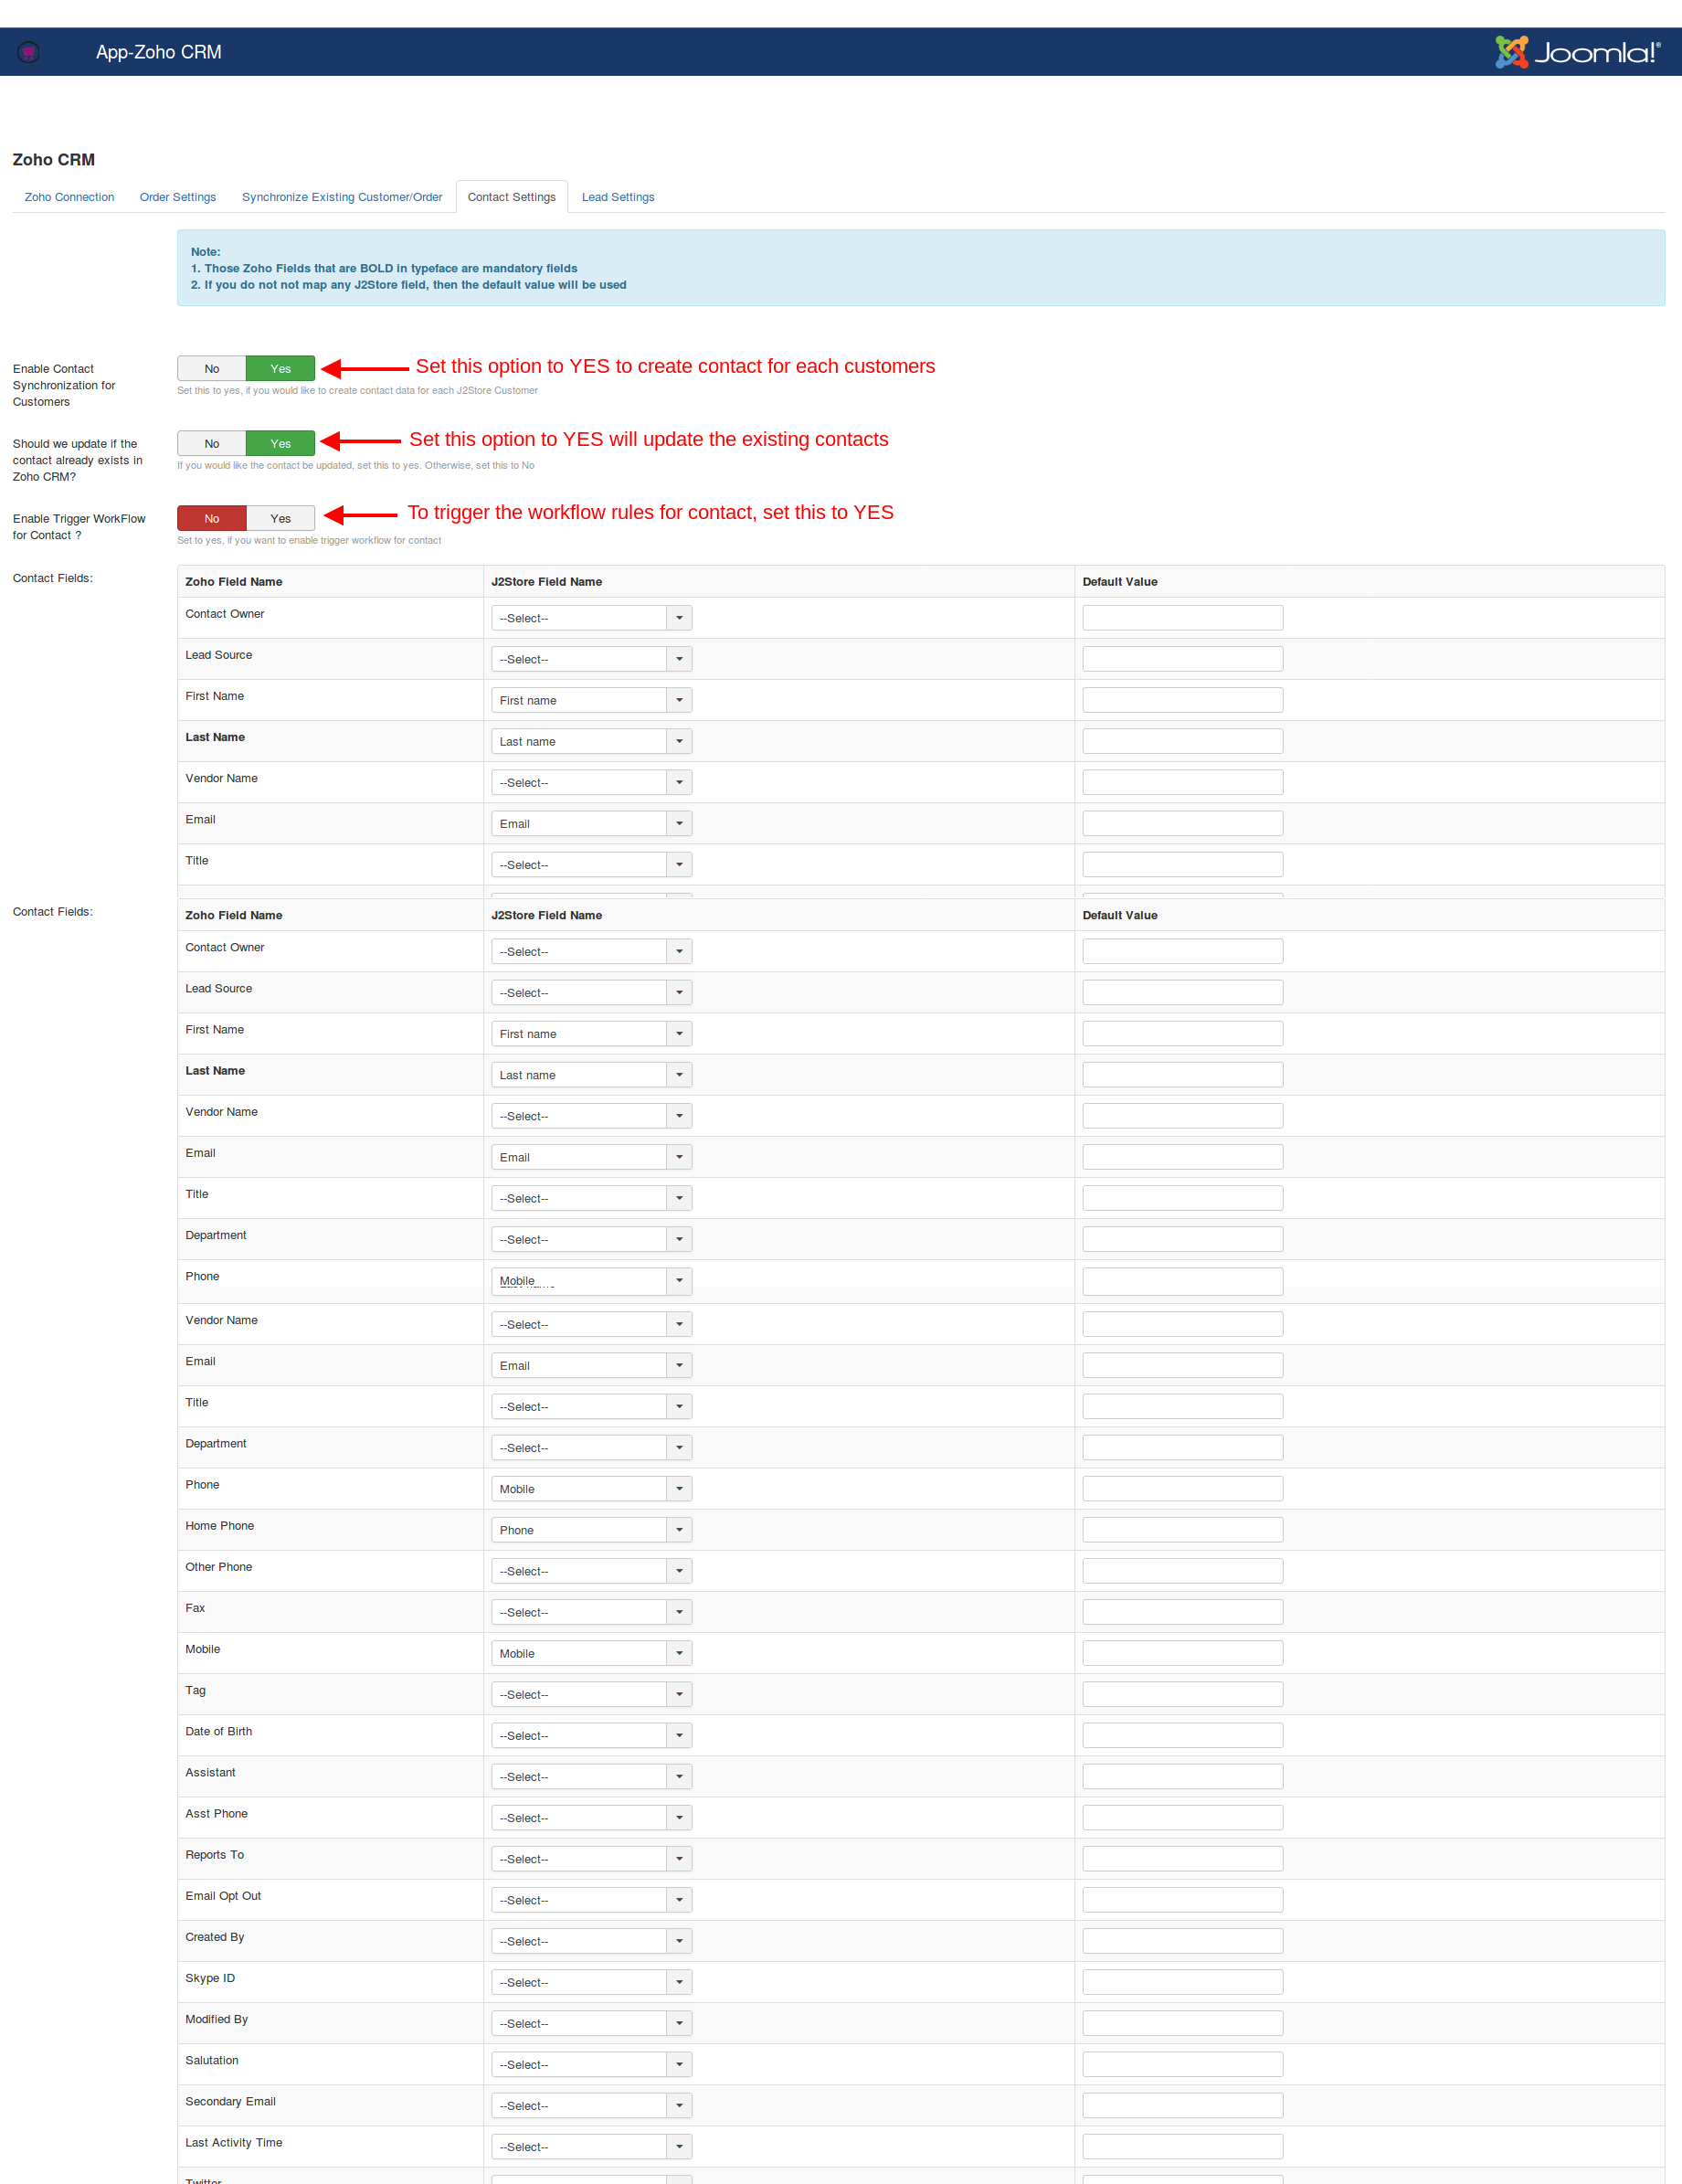 App-Zoho CRM
Joomla!®
Zoho CRM
Zoho Connection Order Settings Synchronize Existing Customer/Order Contact Settings Lead Settings
Note:
1. Those Zoho Fields that are BOLD in typeface are mandatory fields
2. If you do not not map any J2Store field, then the default value will be used
Enable Contact
Synchronization for
Customers
No Yes
Set this option to YES to create contact for each customers
Set this to yes, if you would like to create contact data for each J2Store Customer
Should we update if the
contact already exists in
Zoho CRM?
No Yes
Set this option to YES will update the existing contacts
If you would like the contact be updated, set this to yes. Otherwise, set this to No
Enable Trigger WorkFlow
for Contact ?
No Yes
To trigger the workflow rules for contact, set this to YES
Set to yes, if you want to enable trigger workflow for contact
Contact Fields:
Zoho Field Name J2Store Field Name Default Value
Contact Owner --Select--
Lead Source --Select--
First Name First name
Last Name Last name
Vendor Name --Select--
Email Email
Title --Select--
Contact Fields:
Zoho Field Name J2Store Field Name Default Value
Contact Owner --Select--
Lead Source --Select--
First Name First name
Last Name Last name
Vendor Name --Select--
Email Email
Title --Select--
Department --Select--
Phone Mobile
Vendor Name --Select--
Email Email
Title --Select--
Department --Select--
Phone Mobile
Home Phone Phone
Other Phone --Select--
Fax --Select--
Mobile Mobile
Tag --Select--
Date of Birth --Select--
Assistant --Select--
Asst Phone --Select--
Reports To --Select--
Email Opt Out --Select--
Created By --Select--
Skype ID --Select--
Modified By --Select--
Salutation --Select--
Secondary Email --Select--
Last Activity Time --Select--
Twitter